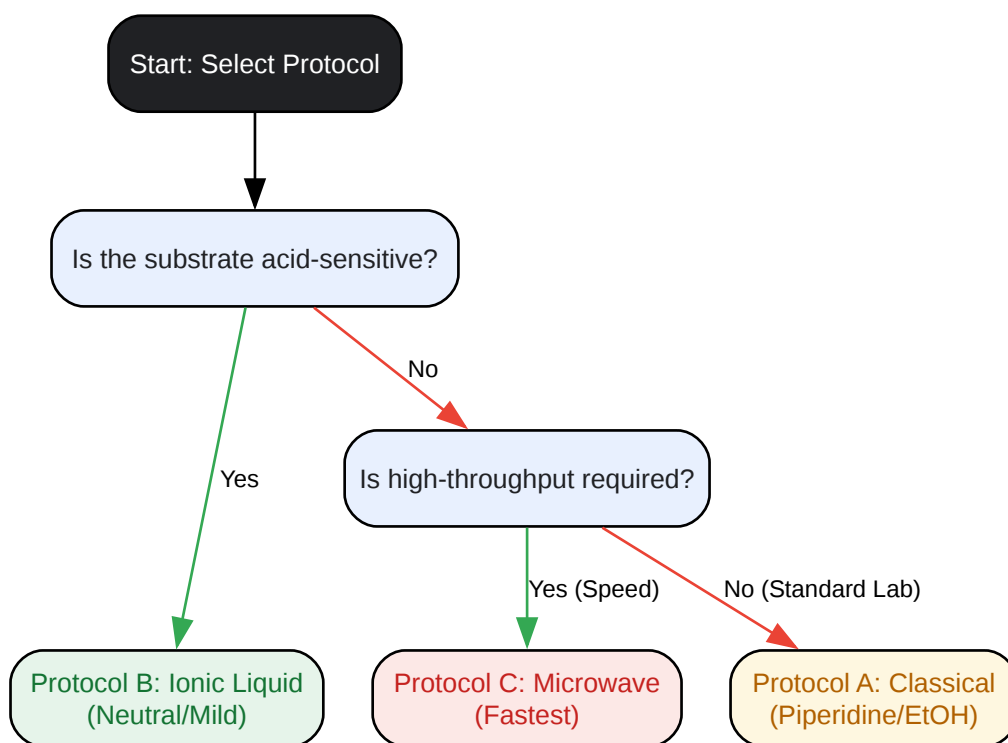 Start: Select Protocol
Is the substrate acid-sensitive?
No
Is high-throughput required?
Yes
Yes (Speed)
No (Standard Lab)
Protocol B: Ionic Liquid
(Neutral/Mild)
Protocol C: Microwave
(Fastest)
Protocol A: Classical
(Piperidine/EtOH)